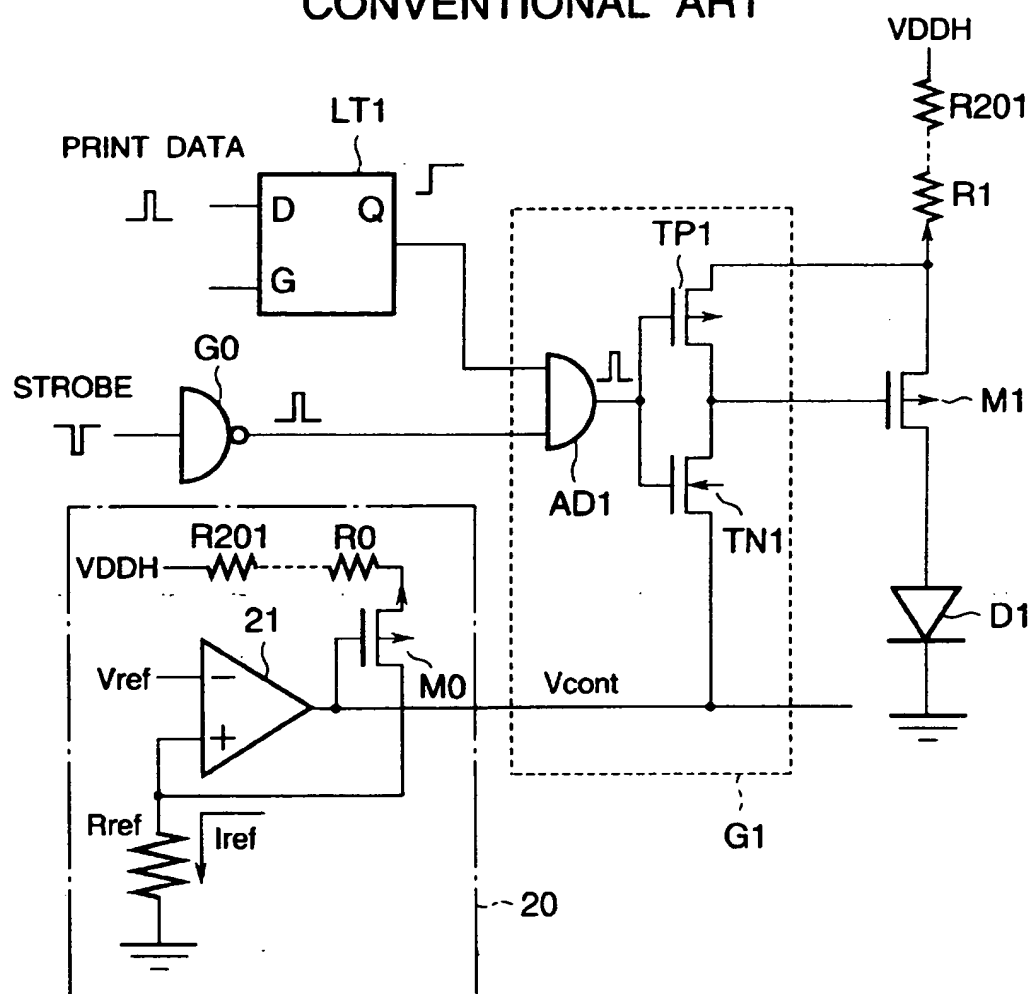 CONVENTIONAL ART
VDDH
R201
R1
LT1
PRINT DATA
D Q
G
TP1
G0
STROBE
M1
AD1
TN1
R201 R0
VDDH
21
D1
Vref
−
M0
Vcont
+
Rref
Iref
G1
20